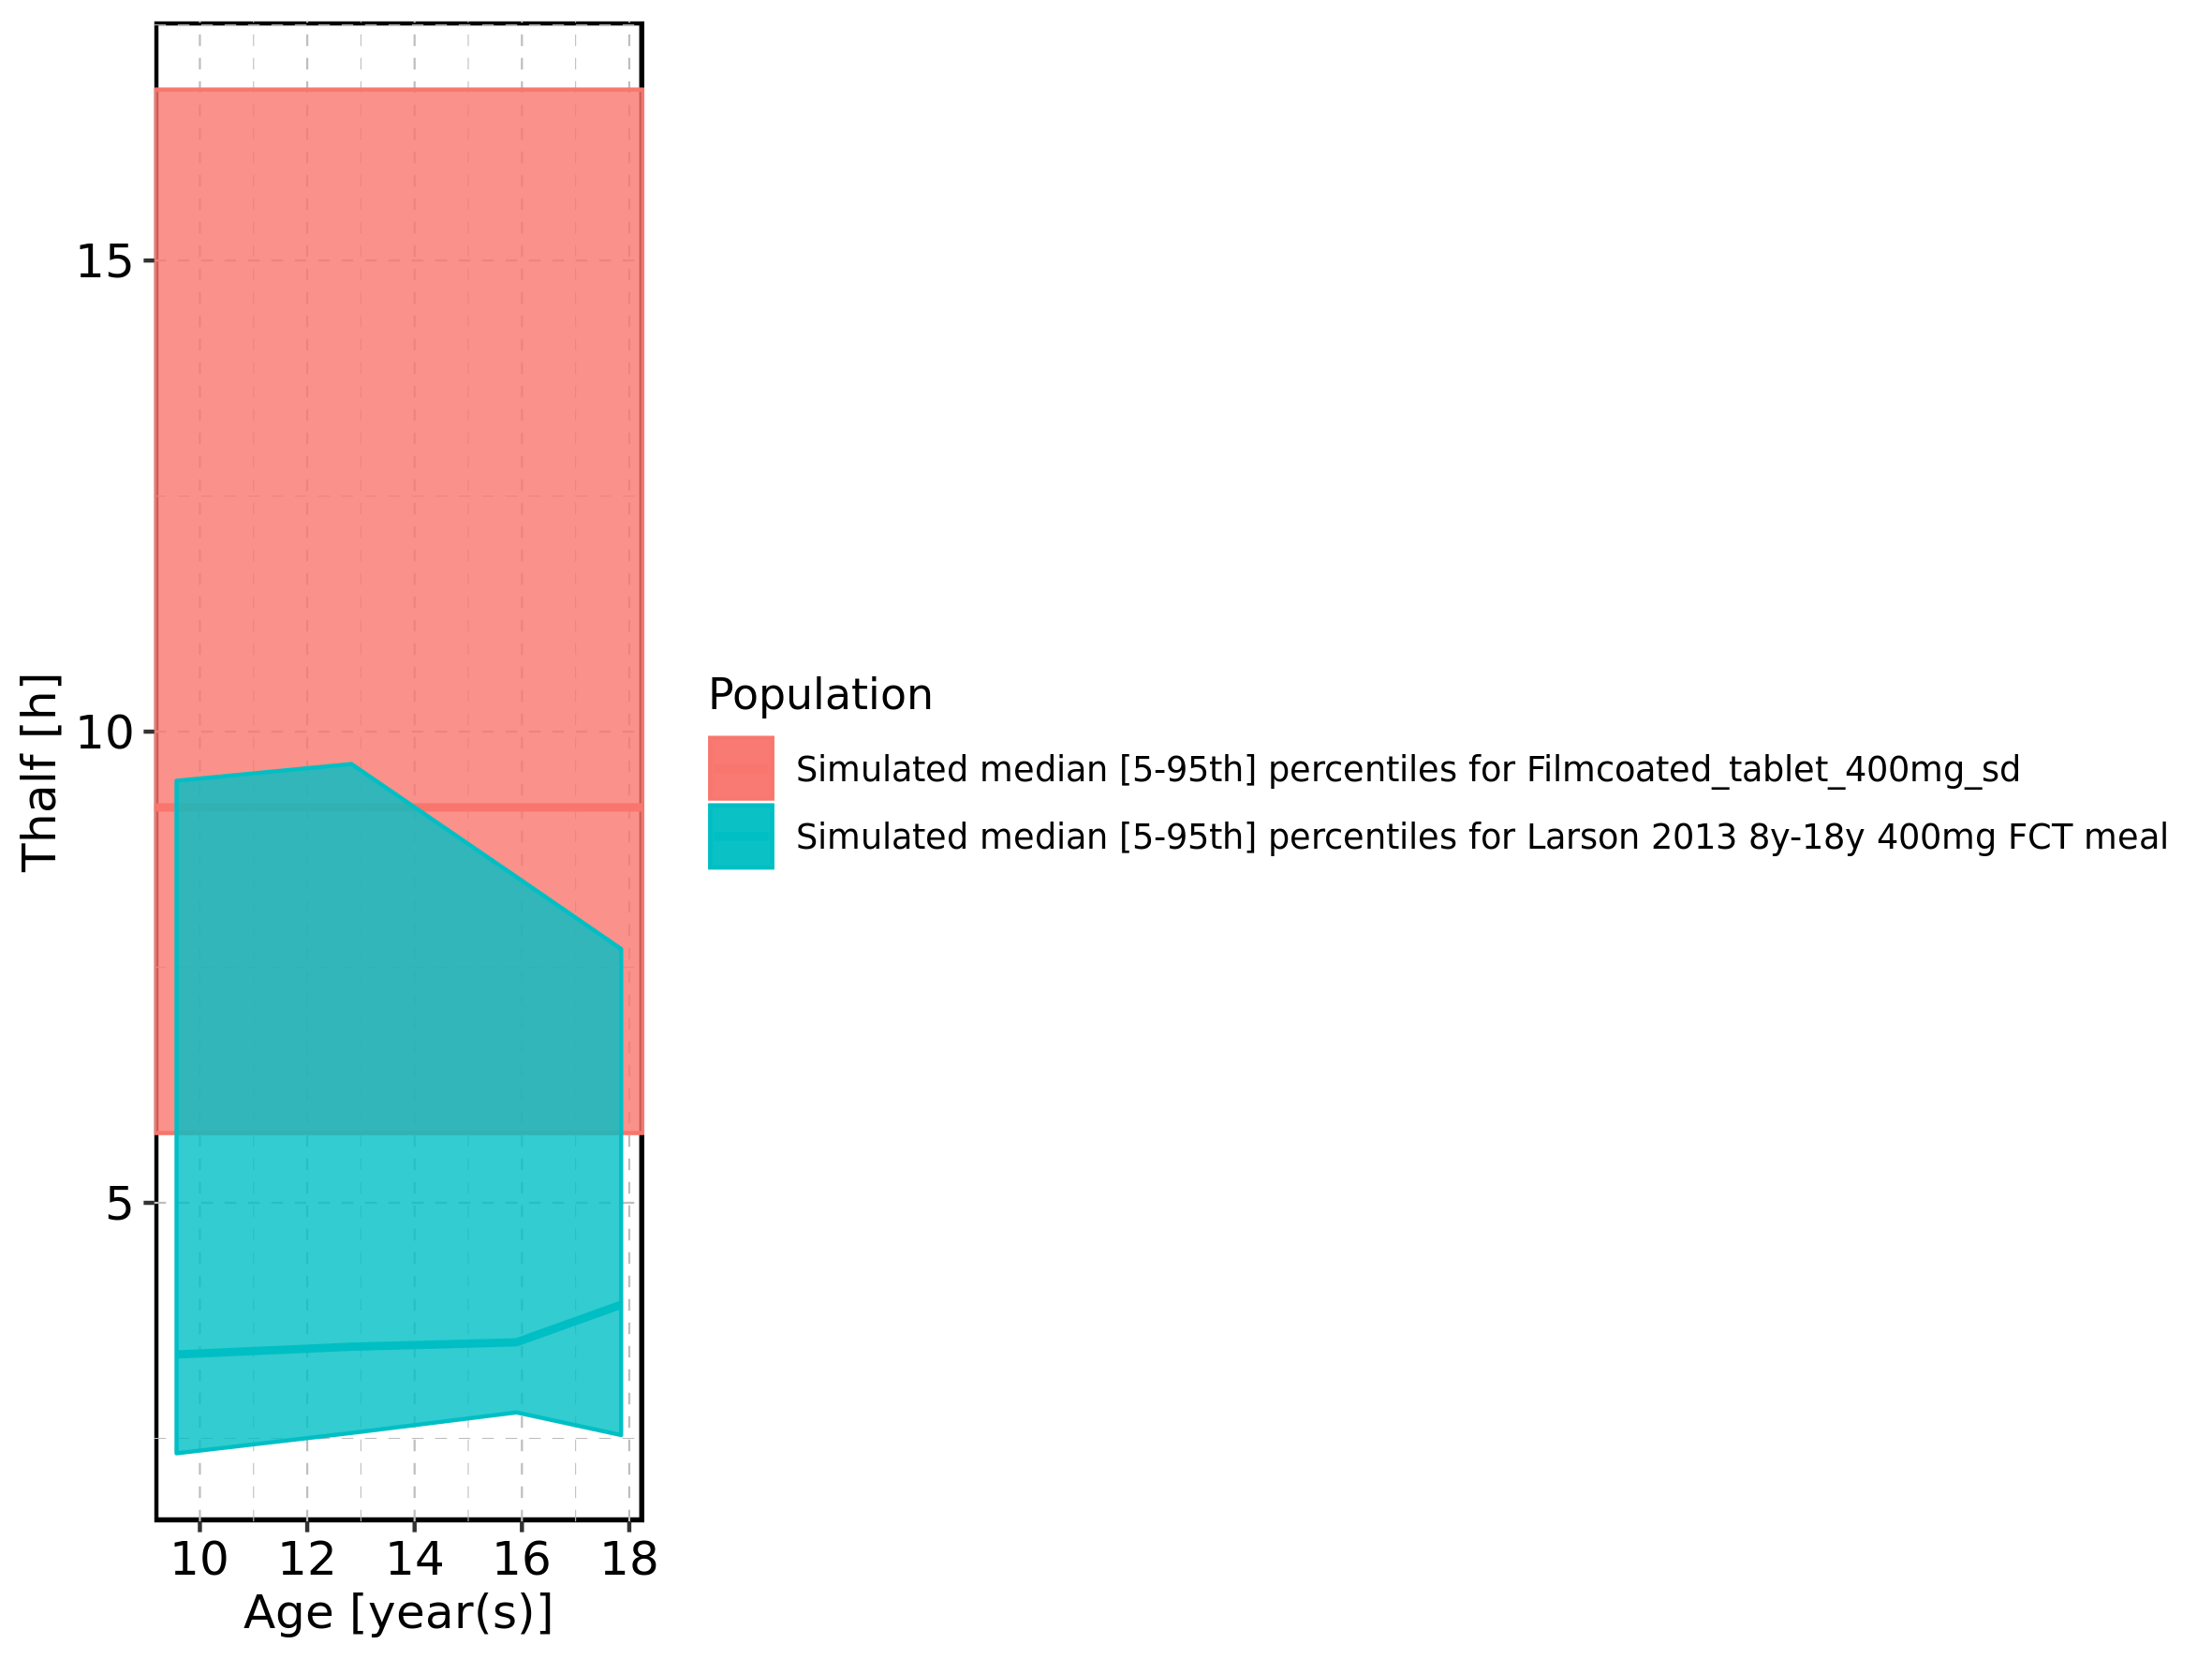 15
10
5
Thalf [h]
10 12 14 16 18
Age [year(s)]
Population
Simulated median [5-95th] percentiles for Filmcoated_tablet_400mg_sd
Simulated median [5-95th] percentiles for Larson 2013 8y-18y 400mg FCT meal